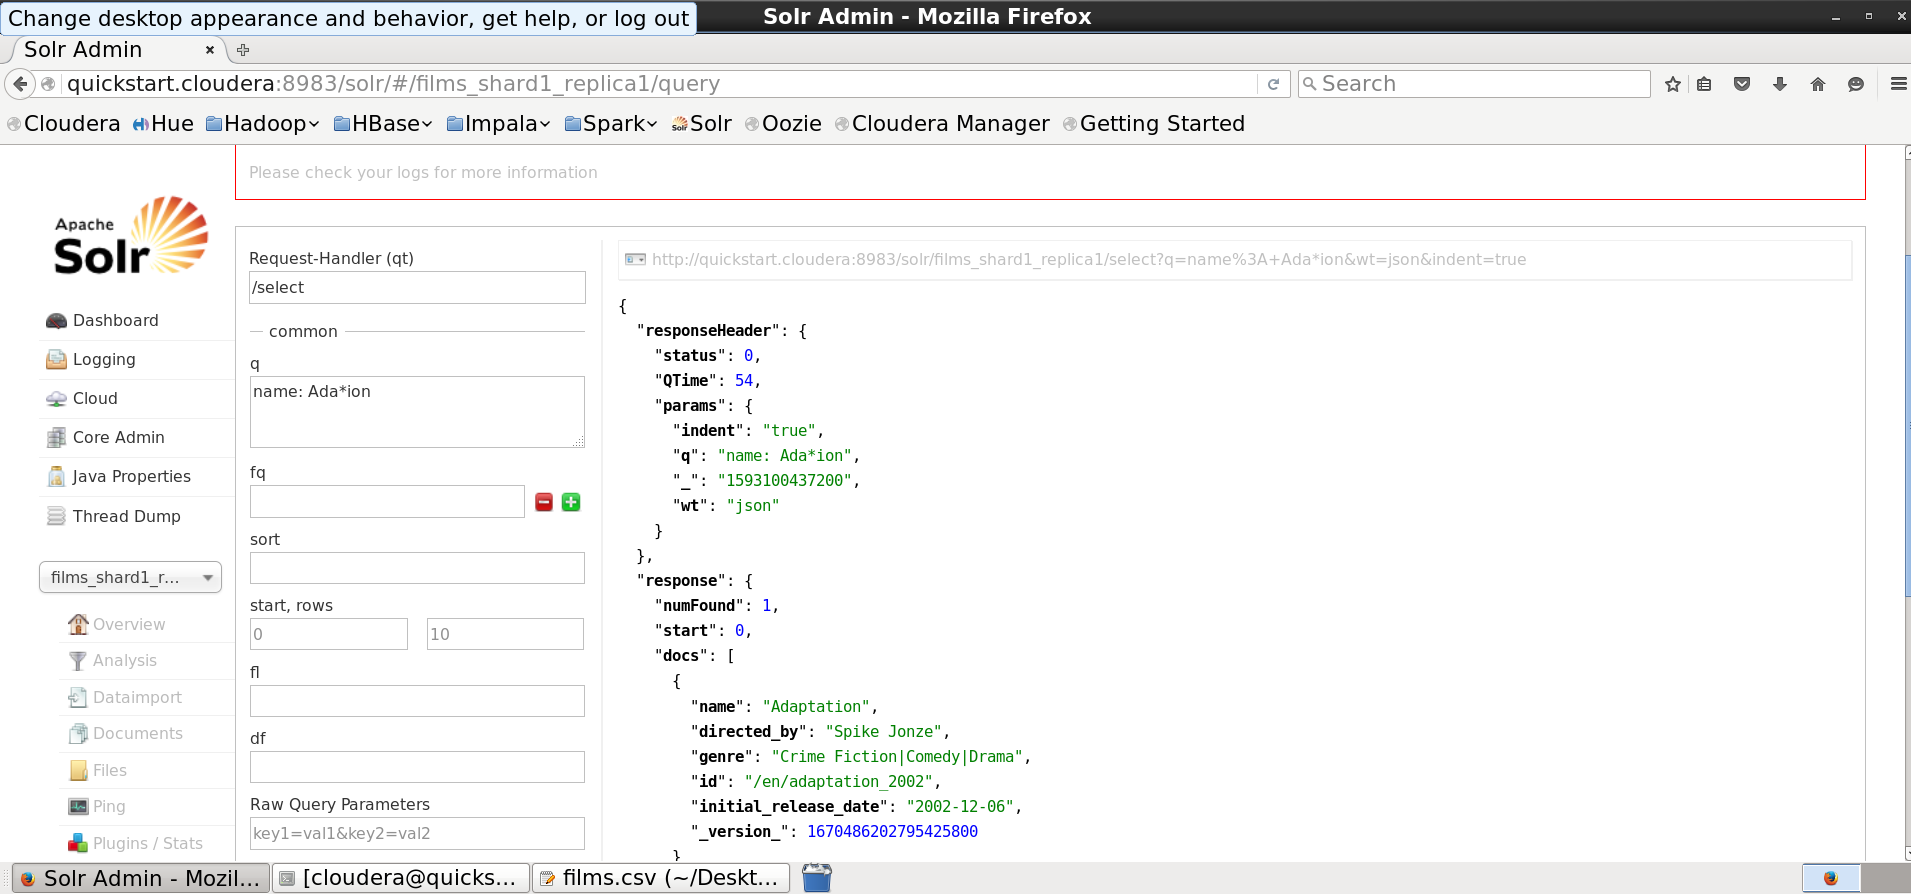 Change desktop appearance and behavior, get help, or log out
Solr Admin - Mozilla Firefox
Solr Admin
quickstart.cloudera:8983/solr/#/films_shard1_replica1/query
Search
Cloudera Hue Hadoop HBase Impala Spark Solr Oozie Cloudera Manager Getting Started
Please check your logs for more information
Apache
Solr
Dashboard
Logging
Cloud
Core Admin
Java Properties
Thread Dump
films_shard1_r...
Overview
Analysis
Dataimport
Documents
Files
Ping
Plugins / Stats
Request-Handler (qt)
/select
common
q
name: Ada*ion
fq
sort
start, rows
0 10
fl
df
Raw Query Parameters
key1=val1&key2=val2
http://quickstart.cloudera:8983/solr/films_shard1_replica1/select?q=name%3A+Ada*ion&wt=json&indent=true
{
"responseHeader": {
"status": 0,
"QTime": 54,
"params": {
"indent": "true",
"q": "name: Ada*ion",
"_": "1593100437200",
"wt": "json"
}
},
"response": {
"numFound": 1,
"start": 0,
"docs": [
{
"name": "Adaptation",
"directed_by": "Spike Jonze",
"genre": "Crime Fiction|Comedy|Drama",
"id": "/en/adaptation_2002",
"initial_release_date": "2002-12-06",
"_version_": 1670486202795425800
}
Solr Admin - Mozil...
[cloudera@quicks...
films.csv (~/Deskt...